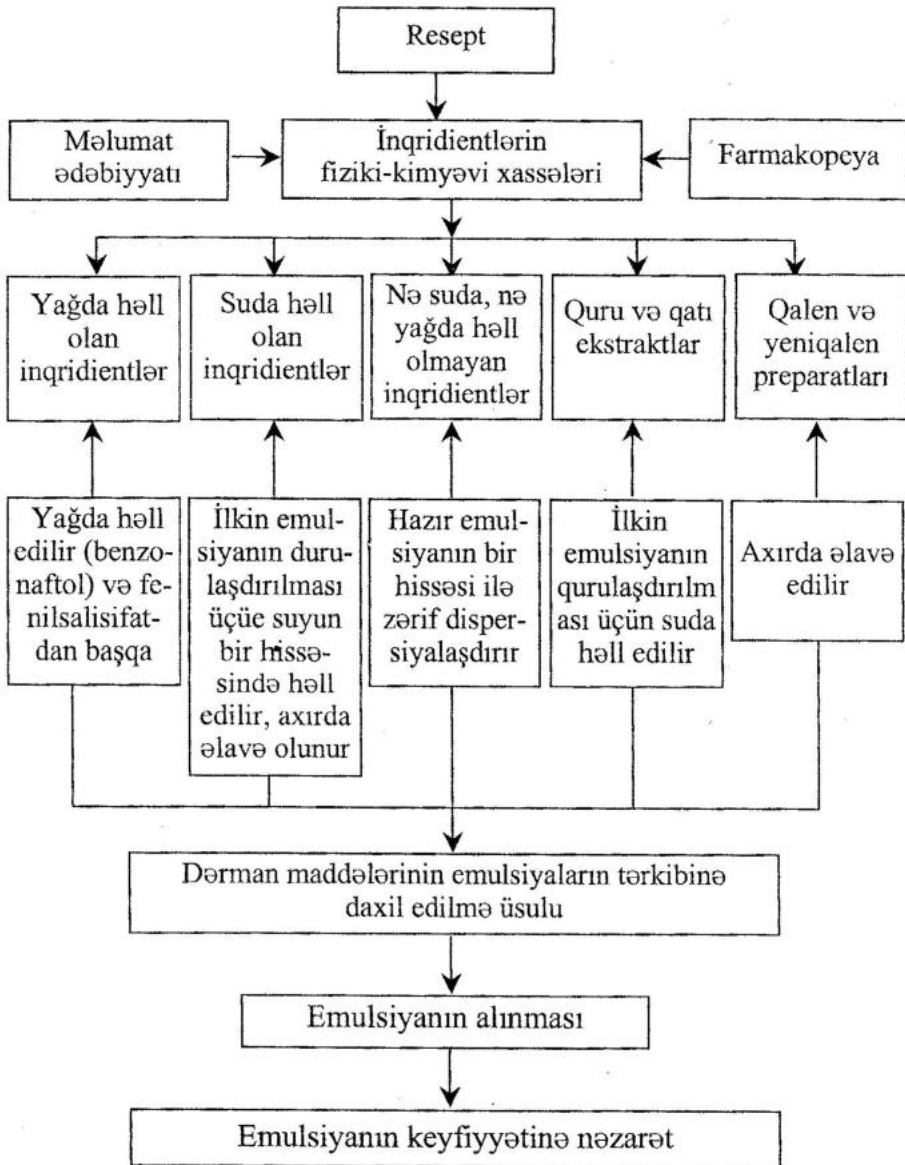 Resept
Məlumat
ədəbiyyatı
İnqridientlərin
fiziki-kimyəvi xassələri
Farmakopeya
Yağda həll
olan
inqridientlər
Suda həll
olan
inqridientlər
Nə suda, nə
yağda həll
olmayan
inqridientlər
Quru və qatı
ekstraktlar
Qalen və
yeniqalen
preparatları
Yağda həll
edilir (benzo-
naftol) və fe-
nilsalisifat-
dan başqa
İlkin emul-
siyanın duru-
laşdırılması
üçüe suyun
bir hissə-
sində həll
edilir, axırda
əlavə olunur
Hazır emul-
siyanın bir
hissəsi ilə
zərif disper-
siyalaşdırır
İlkin
emulsiyanın
qurulaşdırılm
ası üçün suda
həll edilir
Axırda əlavə
edilir
Dərman maddələrinin emulsiyaların tərkibinə
daxil edilmə üsulu
Emulsiyanın alınması
Emulsiyanın keyfiyyətinə nəzarət